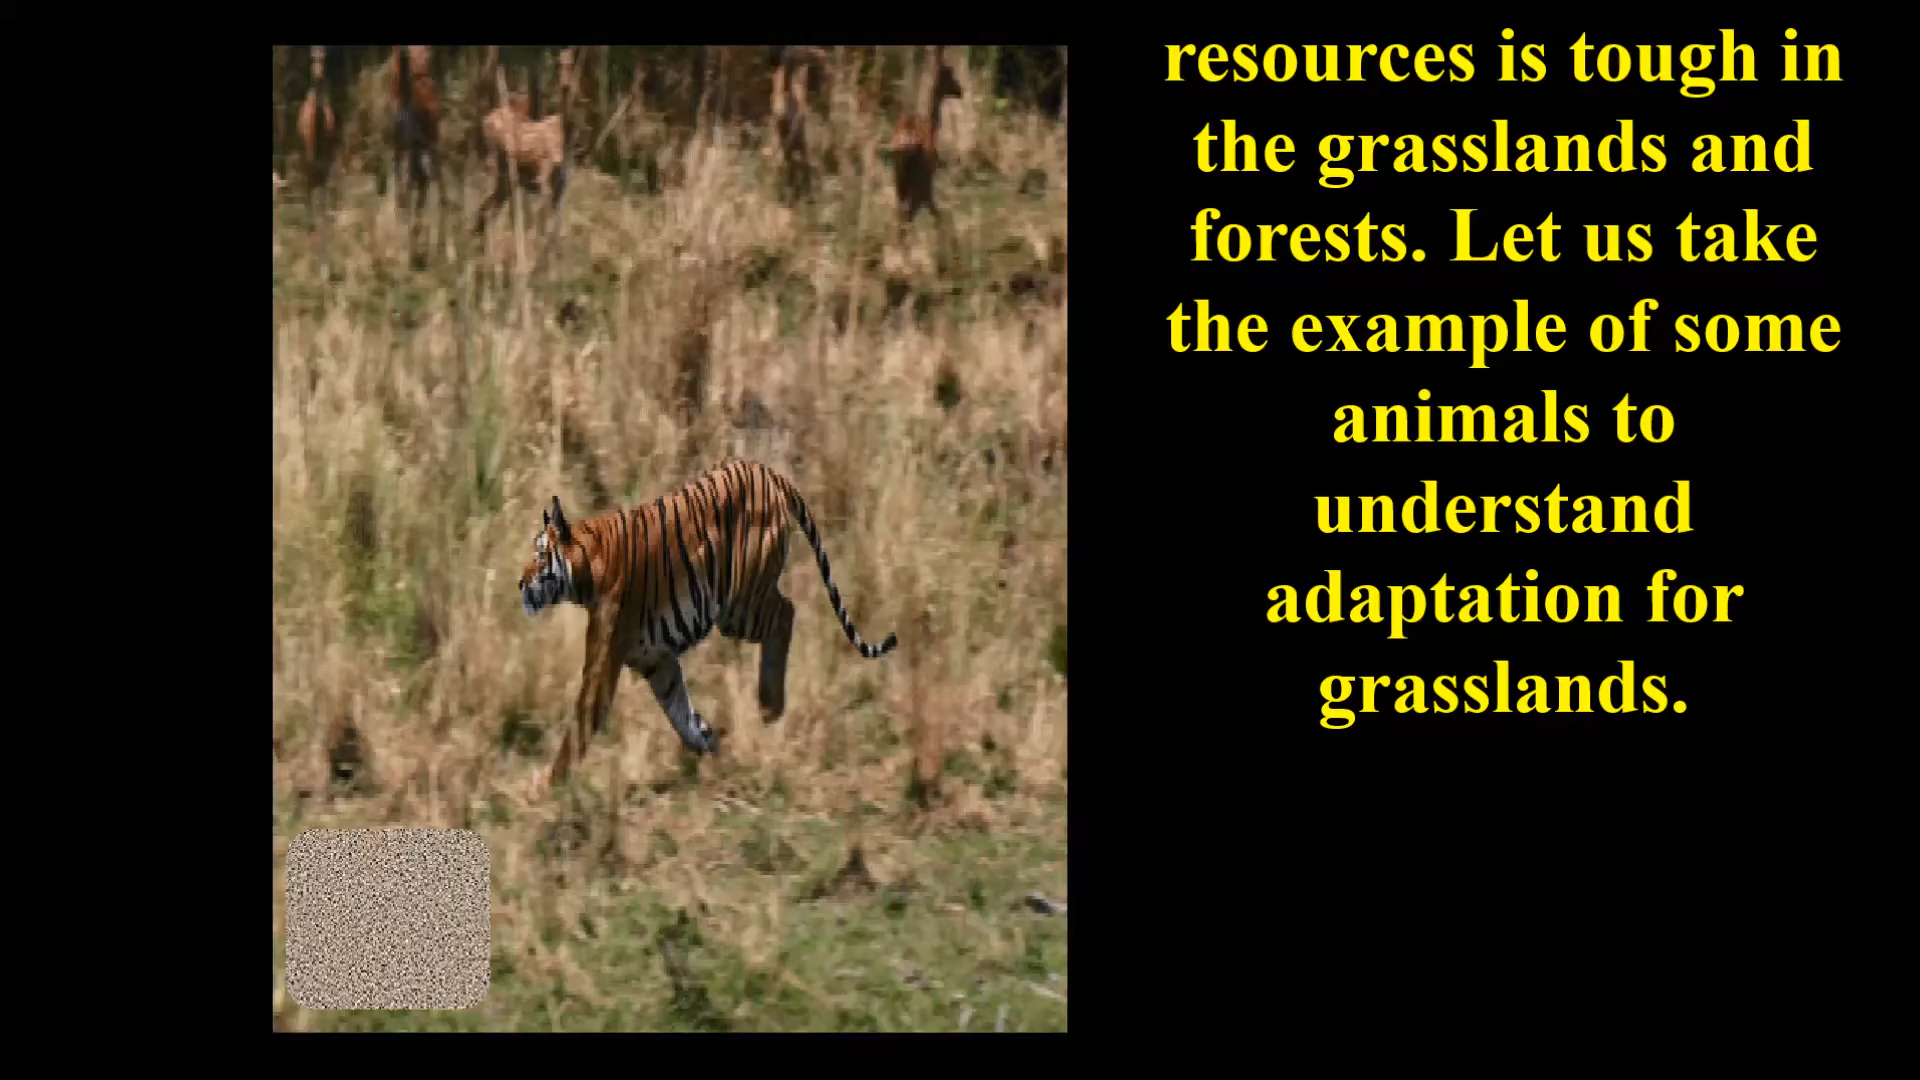 resources is tough in
the grasslands and
forests. Let us take
the example of some
animals to
understand
adaptation for
grasslands.